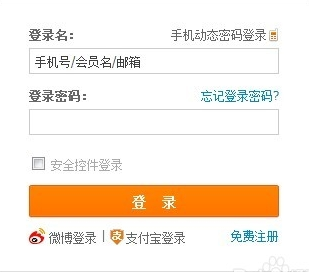 登录名： 手机动态密码登录
手机号/会员名/邮箱
登录密码： 忘记登录密码?
安全控件登录
登 录
微博登录 | 支付宝登录 免费注册